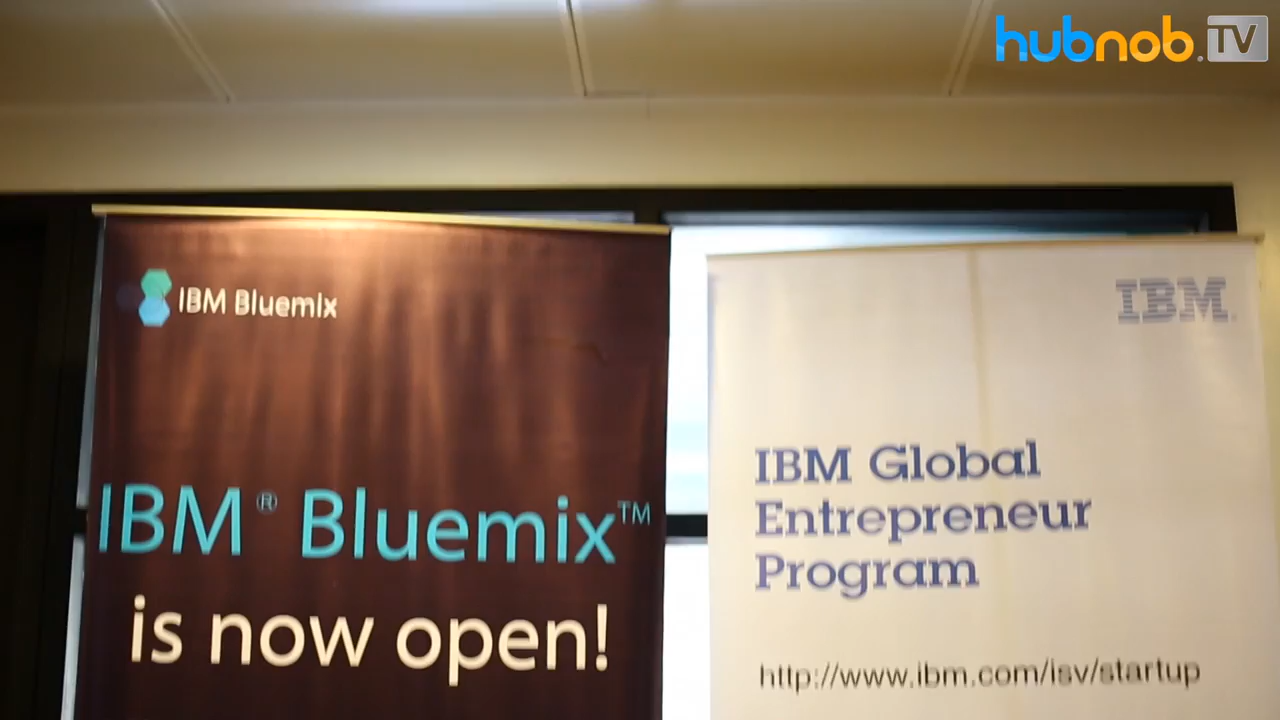 hubnob.TV
IBM Bluemix
IBM® Bluemix™
is now open!
IBM
IBM Global
Entrepreneur
Program
http://www.ibm.com/isv/startup